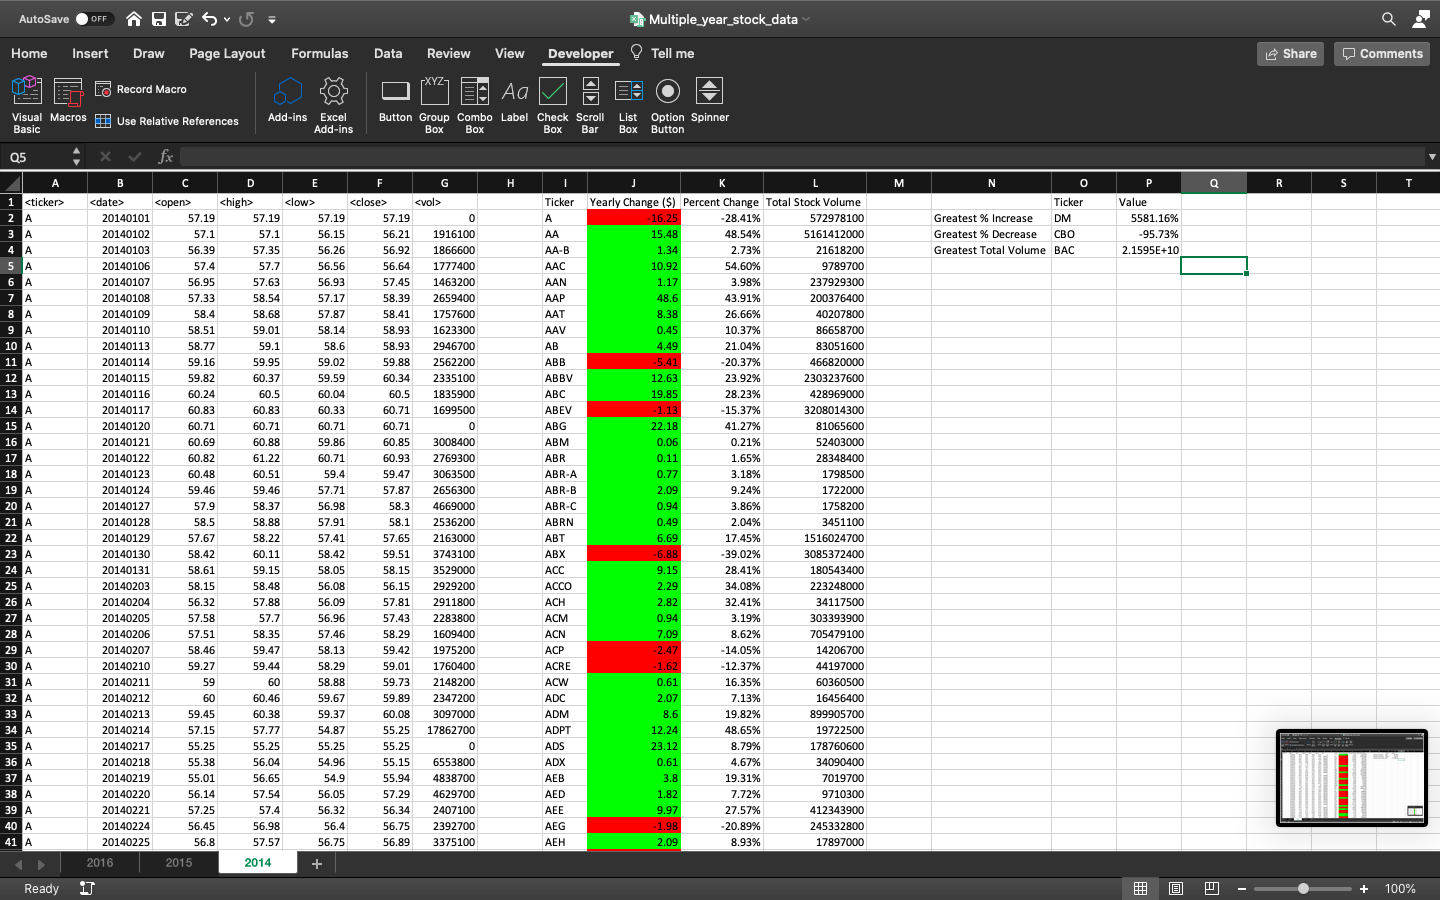 AutoSave OFF Multiple_year_stock_data
Home Insert Draw Page Layout Formulas Data Review View Developer Tell me Share Comments
Visual Basic Macros Record Macro Use Relative References Add-ins Excel Add-ins Button Group Box Combo Box Label Check Box Scroll Bar List Box Option Button Spinner
XYZ Aa
Q5 fx
A B C D E F G H I J K L M N O P Q R S T
1 <ticker> <date> <open> <high> <low> <close> <vol> Ticker Yearly Change ($) Percent Change Total Stock Volume Ticker Value
2 A 20140101 57.19 57.19 57.19 57.19 0 A -16.25 -28.41% 572978100 Greatest % Increase DM 5581.16%
3 A 20140102 57.1 57.1 56.15 56.21 1916100 AA 15.48 48.54% 5161412000 Greatest % Decrease CBO -95.73%
4 A 20140103 56.39 57.35 56.26 56.92 1866600 AA-B 1.34 2.73% 21618200 Greatest Total Volume BAC 2.1595E+10
5 A 20140106 57.4 57.7 56.56 56.64 1777400 AAC 10.92 54.60% 9789700
6 A 20140107 56.95 57.63 56.93 57.45 1463200 AAN 1.17 3.98% 237929300
7 A 20140108 57.33 58.54 57.17 58.39 2659400 AAP 48.6 43.91% 200376400
8 A 20140109 58.4 58.68 57.87 58.41 1757600 AAT 8.38 26.66% 40207800
9 A 20140110 58.51 59.01 58.14 58.93 1623300 AAV 0.45 10.37% 86658700
10 A 20140113 58.77 59.1 58.6 58.93 2946700 AB 4.49 21.04% 83051600
11 A 20140114 59.16 59.95 59.02 59.88 2562200 ABB -5.41 -20.37% 466820000
12 A 20140115 59.82 60.37 59.59 60.34 2335100 ABBV 12.63 23.92% 2303237600
13 A 20140116 60.24 60.5 60.04 60.5 1835900 ABC 19.85 28.23% 428969000
14 A 20140117 60.83 60.83 60.33 60.71 1699500 ABEV -1.13 -15.37% 3208014300
15 A 20140120 60.71 60.71 60.71 60.71 0 ABG 22.18 41.27% 81065600
16 A 20140121 60.69 60.88 59.86 60.85 3008400 ABM 0.06 0.21% 52403000
17 A 20140122 60.82 61.22 60.71 60.93 2769300 ABR 0.11 1.65% 28348400
18 A 20140123 60.48 60.51 59.4 59.47 3063500 ABR-A 0.77 3.18% 1798500
19 A 20140124 59.46 59.46 57.71 57.87 2656300 ABR-B 2.09 9.24% 1722000
20 A 20140127 57.9 58.37 56.98 58.3 4669000 ABR-C 0.94 3.86% 1758200
21 A 20140128 58.5 58.88 57.91 58.1 2536200 ABRN 0.49 2.04% 3451100
22 A 20140129 57.67 58.22 57.41 57.65 2163000 ABT 6.69 17.45% 1516024700
23 A 20140130 58.42 60.11 58.42 59.51 3743100 ABX -6.88 -39.02% 3085372400
24 A 20140131 58.61 59.15 58.05 58.15 3529000 ACC 9.15 28.41% 180543400
25 A 20140203 58.15 58.48 56.08 56.15 2929200 ACCO 2.29 34.08% 223248000
26 A 20140204 56.32 57.88 56.09 57.81 2911800 ACH 2.82 32.41% 34117500
27 A 20140205 57.58 57.7 56.96 57.43 2283800 ACM 0.94 3.19% 303393900
28 A 20140206 57.51 58.35 57.46 58.29 1609400 ACN 7.09 8.62% 705479100
29 A 20140207 58.46 59.47 58.13 59.42 1975200 ACP -2.47 -14.05% 14206700
30 A 20140210 59.27 59.44 58.29 59.01 1760400 ACRE -1.62 -12.37% 44197000
31 A 20140211 59 60 58.88 59.73 2148200 ACW 0.61 16.35% 60360500
32 A 20140212 60 60.46 59.67 59.89 2347200 ADC 2.07 7.13% 16456400
33 A 20140213 59.45 60.38 59.37 60.08 3097000 ADM 8.6 19.82% 899905700
34 A 20140214 57.15 57.77 54.87 55.25 17862700 ADPT 12.24 48.65% 19722500
35 A 20140217 55.25 55.25 55.25 55.25 0 ADS 23.12 8.79% 178760600
36 A 20140218 55.38 56.04 54.96 55.15 6553800 ADX 0.61 4.67% 34090400
37 A 20140219 55.01 56.65 54.9 55.94 4838700 AEB 3.8 19.31% 7019700
38 A 20140220 56.14 57.54 56.05 57.29 4629700 AED 1.82 7.72% 9710300
39 A 20140221 57.25 57.4 56.32 56.34 2407100 AEE 9.97 27.57% 412343900
40 A 20140224 56.45 56.98 56.4 56.75 2392700 AEG -1.98 -20.89% 245332800
41 A 20140225 56.8 57.57 56.75 56.89 3375100 AEH 2.09 8.93% 17897000
2016 2015 2014 +
Ready 100%